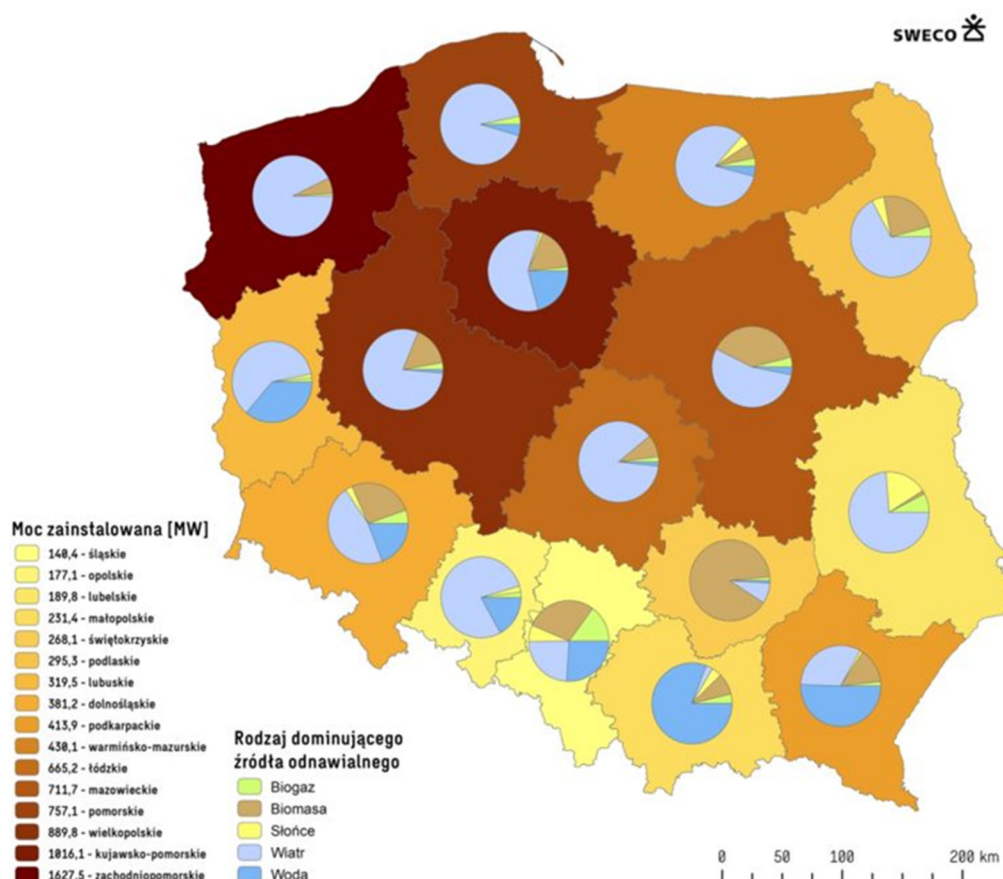 SWECO
Moc zainstalowana [MW]
140,4 - śląskie
177,1 - opolskie
189,8 - lubelskie
231,4 - małopolskie
268,1 - świętokrzyskie
295,3 - podlaskie
319,5 - lubuskie
381,2 - dolnośląskie
413,9 - podkarpackie
430,1 - warmińsko-mazurskie
665,2 - łódzkie
711,7 - mazowieckie
757,1 - pomorskie
889,8 - wielkopolskie
1016,1 - kujawsko-pomorskie
1627,5 - zachodniopomorskie
Rodzaj dominującego
źródła odnawialnego
Biogaz
Biomasa
Słońce
Wiatr
Woda
0 50 100 200 km